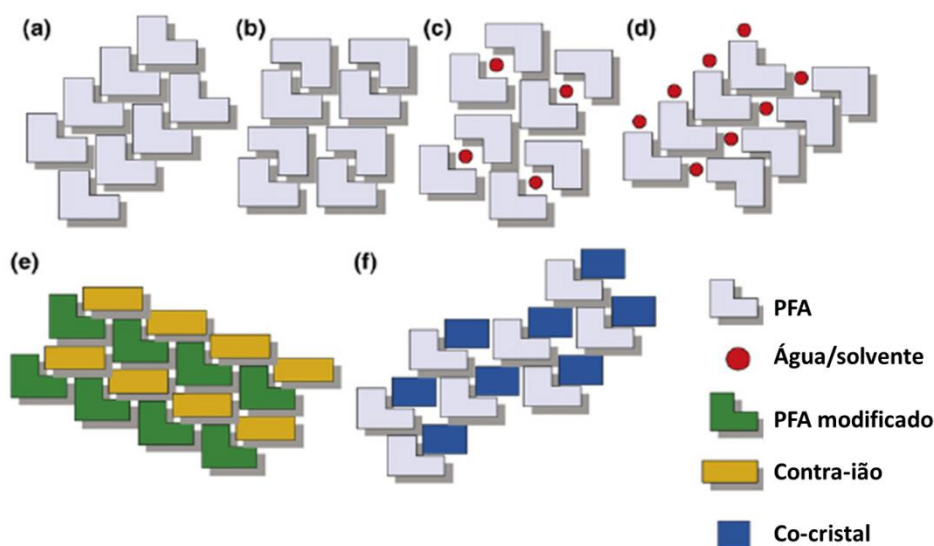 (a)
(b)
(c)
(d)
(e)
(f)
PFA
Água/solvente
PFA modificado
Contra-ião
Co-cristal